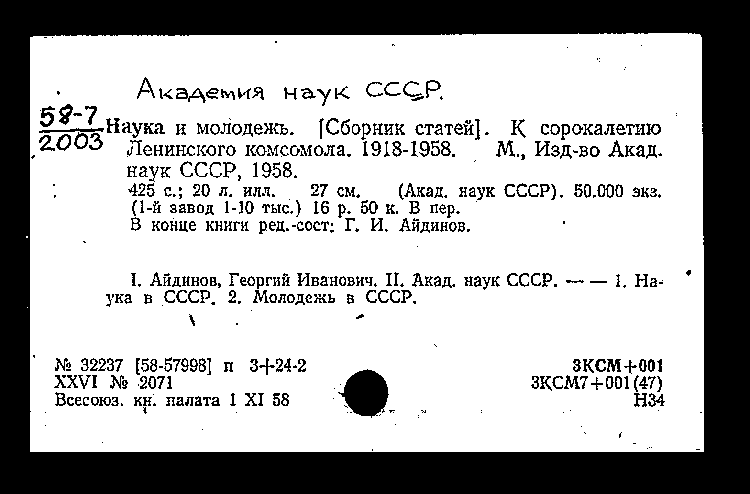 Академия наук СССР.
58-7
2003
Наука и молодежь. [Сборник статей]. К сорокалетию
Ленинского комсомола. 1918-1958. М., Изд-во Акад.
наук СССР, 1958.
425 с.; 20 л. илл. 27 см. (Акад. наук СССР). 50.000 экз.
(1-й завод 1-10 тыс.) 16 р. 50 к. В пер.
В конце книги ред.-сост: Г. И. Айдинов.
I. Айдинов, Георгий Иванович. II. Акад. наук СССР. — — 1. На-
ука в СССР. 2. Молодежь в СССР.
№ 32237 [58-57998] п 3+24-2
ЗКСМ+001
XXVI № 2071
ЗКСМ7+001(47)
Всесоюз. кн. палата 1 XI 58
Н34